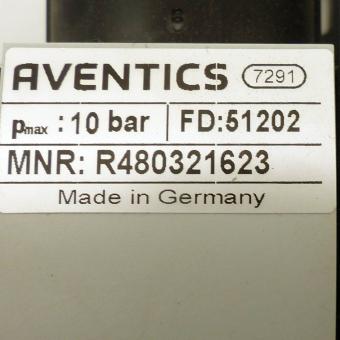 AVENTICS 7291
pmax : 10 bar FD:51202
MNR: R480321623
Made in Germany